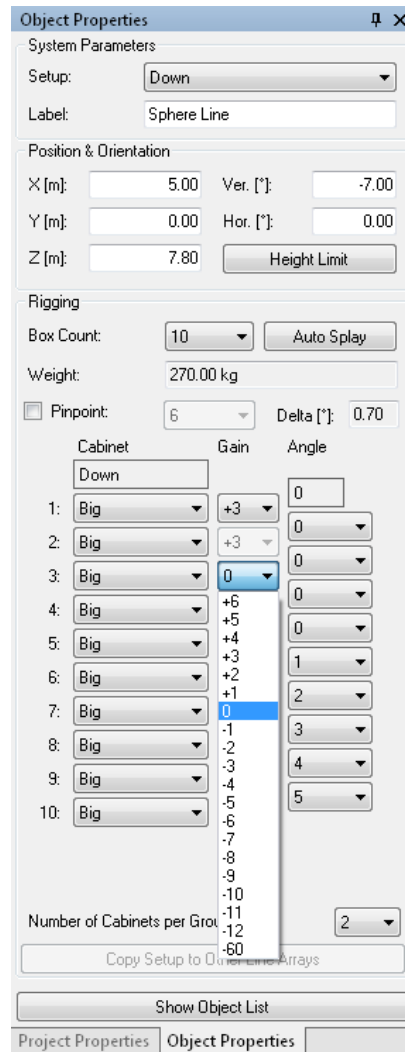 Object Properties
System Parameters
Setup: Down
Label: Sphere Line
Position & Orientation
X [m]: 5.00 Ver. [°]: -7.00
Y [m]: 0.00 Hor. [°]: 0.00
Z [m]: 7.80 Height Limit
Rigging
Box Count: 10 Auto Splay
Weight: 270.00 kg
Pinpoint: 6 Delta [°]: 0.70
Cabinet Gain Angle
Down
0
1: Big +3
0
2: Big +3
0
3: Big 0
0
4: Big
0
5: Big
1
6: Big
2
7: Big
3
8: Big
4
9: Big
5
10: Big
+6
+5
+4
+3
+2
+1
0
-1
-2
-3
-4
-5
-6
-7
-8
-9
-10
-11
-12
-60
Number of Cabinets per Grou 2
Copy Setup to Other Line Arrays
Show Object List
Project Properties Object Properties